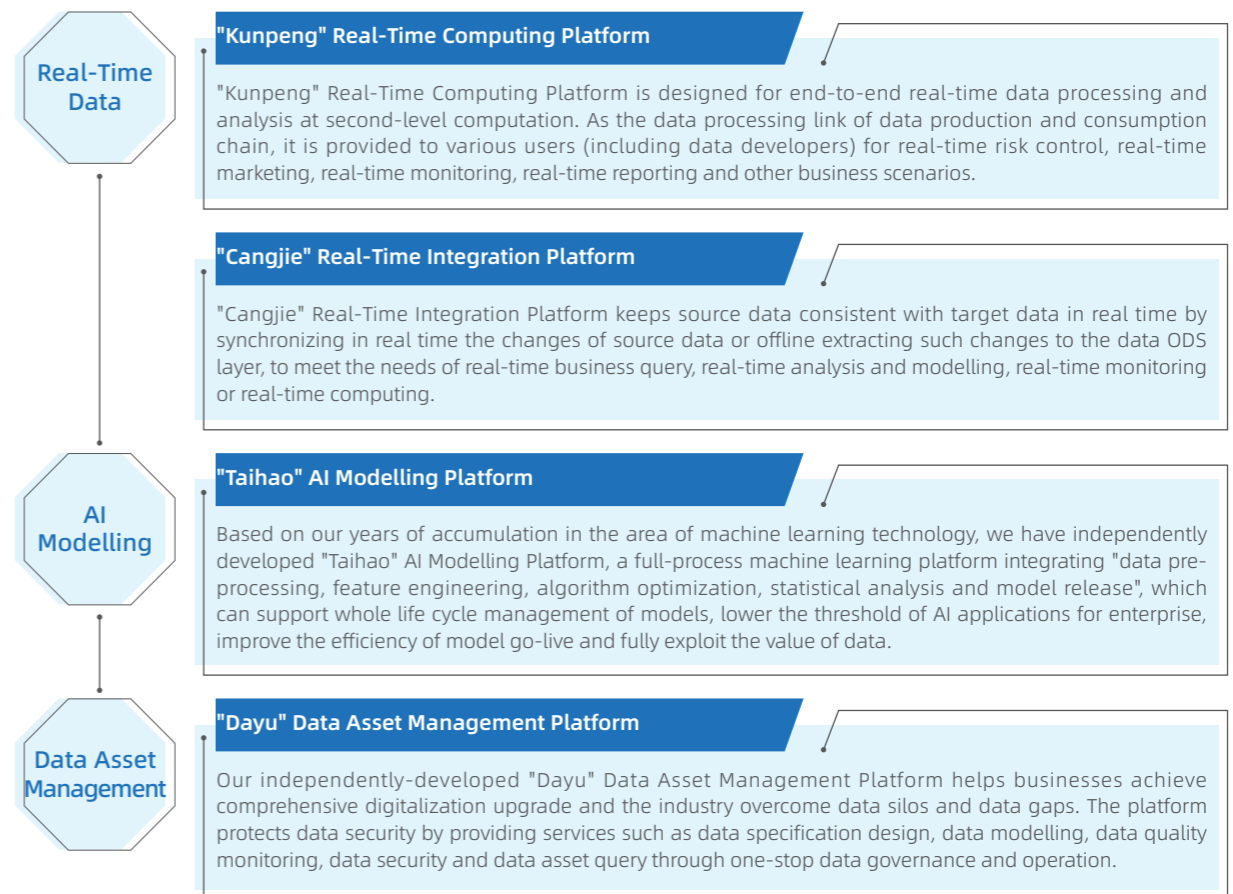 Real-Time
Data
"Kunpeng" Real-Time Computing Platform
"Kunpeng" Real-Time Computing Platform is designed for end-to-end real-time data processing and
analysis at second-level computation. As the data processing link of data production and consumption
chain, it is provided to various users (including data developers) for real-time risk control, real-time
marketing, real-time monitoring, real-time reporting and other business scenarios.
"Cangjie" Real-Time Integration Platform
"Cangjie" Real-Time Integration Platform keeps source data consistent with target data in real time by
synchronizing in real time the changes of source data or offline extracting such changes to the data ODS
layer, to meet the needs of real-time business query, real-time analysis and modelling, real-time monitoring
or real-time computing.
AI
Modelling
"Taihao" AI Modelling Platform
Based on our years of accumulation in the area of machine learning technology, we have independently
developed "Taihao" AI Modelling Platform, a full-process machine learning platform integrating "data pre-
processing, feature engineering, algorithm optimization, statistical analysis and model release", which
can support whole life cycle management of models, lower the threshold of AI applications for enterprise,
improve the efficiency of model go-live and fully exploit the value of data.
Data Asset
Management
"Dayu" Data Asset Management Platform
Our independently-developed "Dayu" Data Asset Management Platform helps businesses achieve
comprehensive digitalization upgrade and the industry overcome data silos and data gaps. The platform
protects data security by providing services such as data specification design, data modelling, data quality
monitoring, data security and data asset query through one-stop data governance and operation.